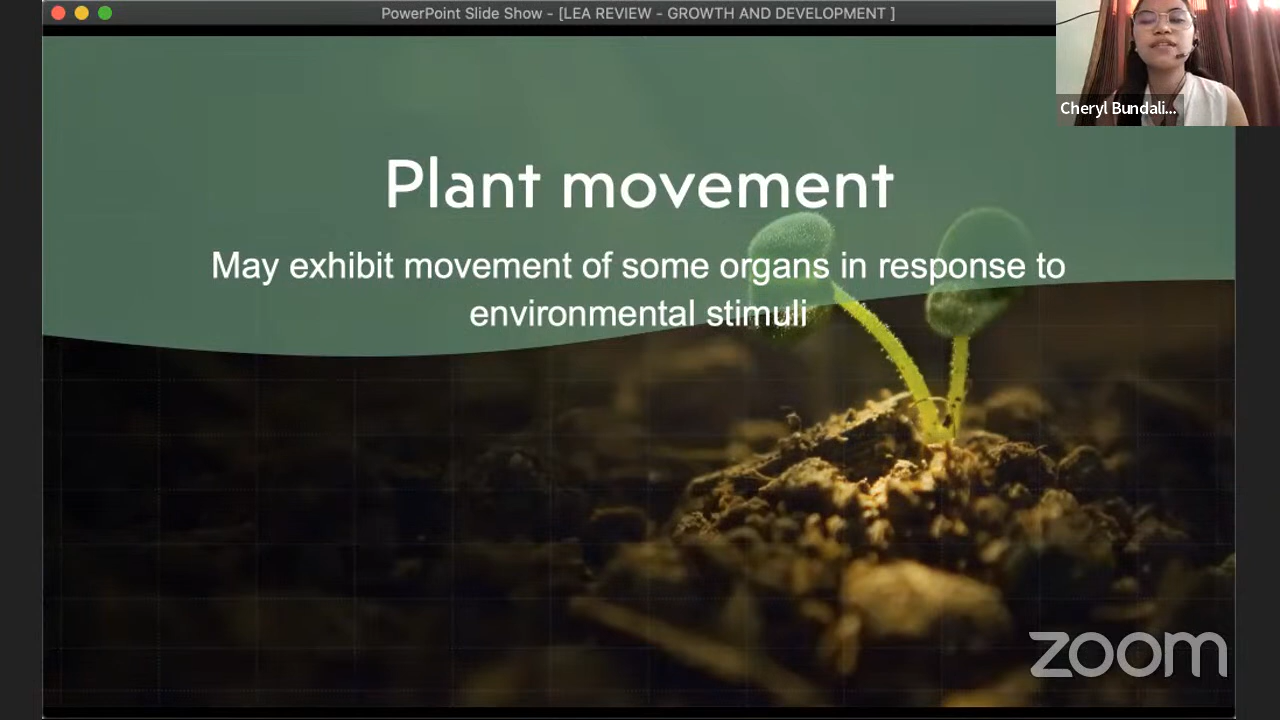 PowerPoint Slide Show - [LEA REVIEW - GROWTH AND DEVELOPMENT ]
Cheryl Bundali...
Plant movement
May exhibit movement of some organs in response to
environmental stimuli
zoom